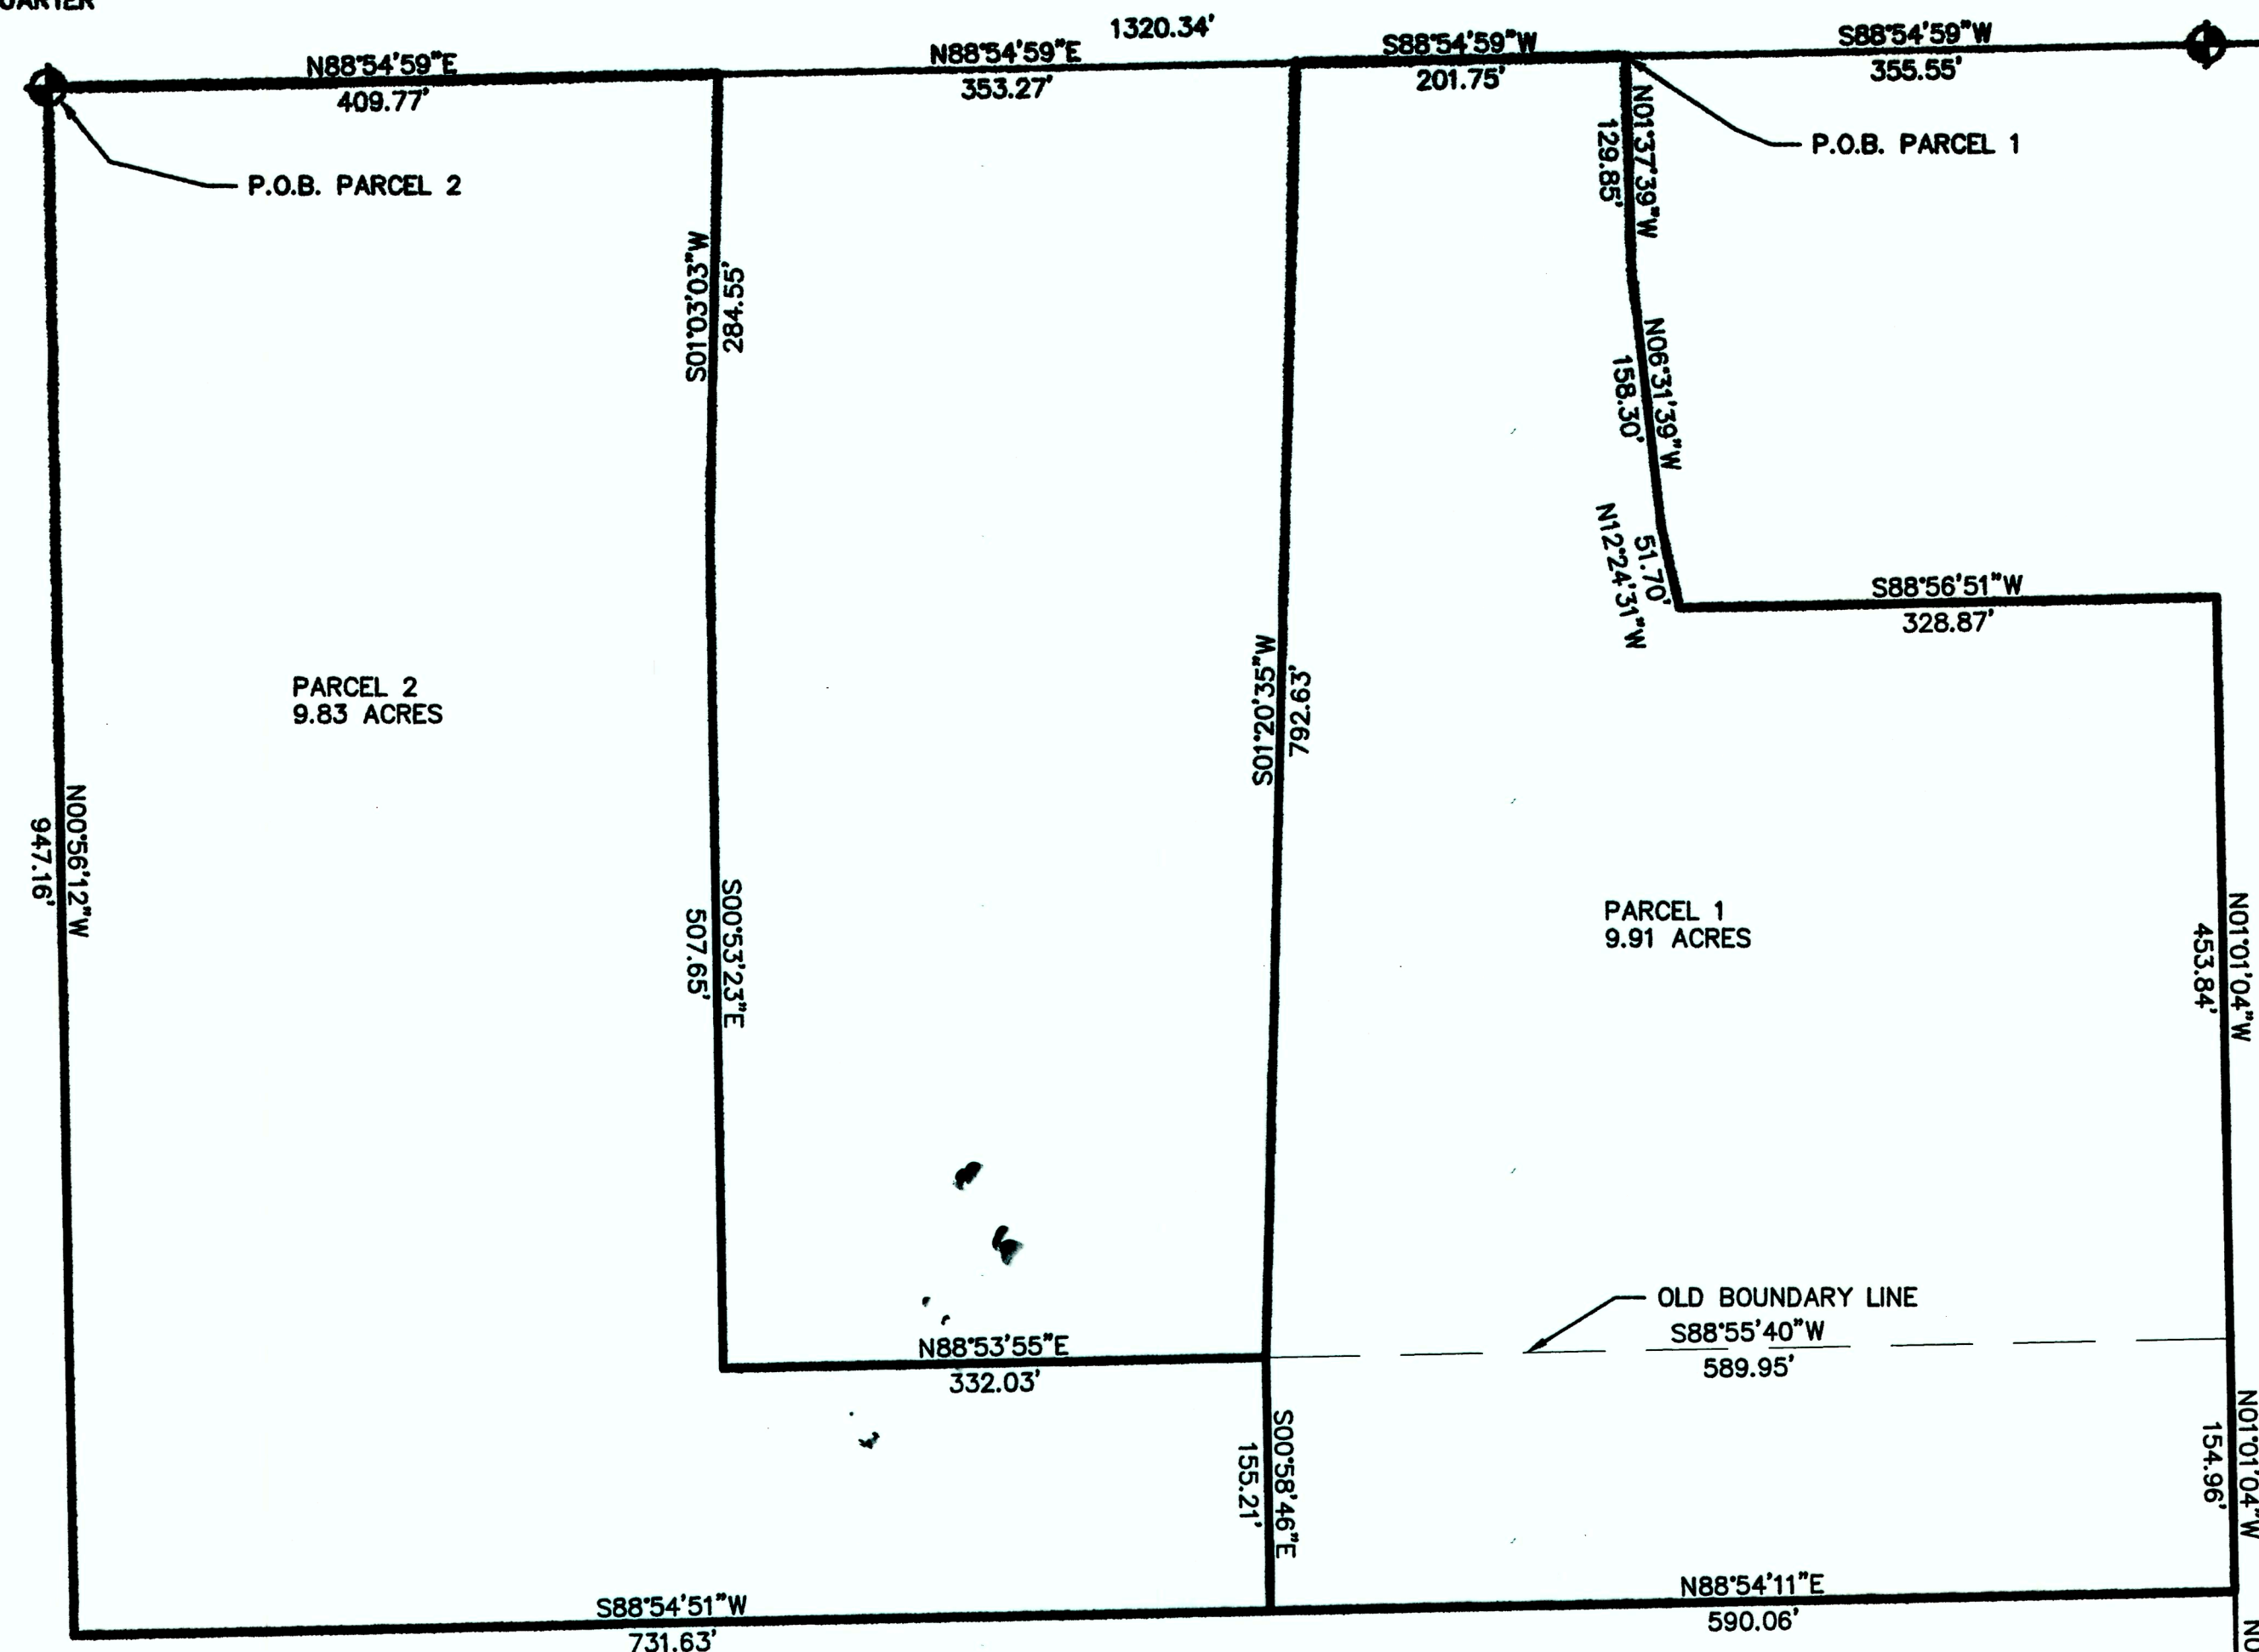 1320.34'
N88°54'59"E
409.77'
N88°54'59"E
353.27'
S88°54'59"W
201.75'
S88°54'59"W
355.55'
P.O.B. PARCEL 2
P.O.B. PARCEL 1
N01°37'39"W
129.85'
S01°03'03"W
284.55'
N06°31'39"W
158.30'
51.70'
N12°24'31"W
S88°56'51"W
328.87'
PARCEL 2
9.83 ACRES
S01°20'35"W
792.63'
N00°56'12"W
947.16'
S00°53'23"E
507.65'
PARCEL 1
9.91 ACRES
N01°01'04"W
453.84'
OLD BOUNDARY LINE
S88°55'40"W
589.95'
N88°53'55"E
332.03'
S00°58'46"E
155.21'
N01°01'04"W
154.96'
S88°54'51"W
731.63'
N88°54'11"E
590.06'